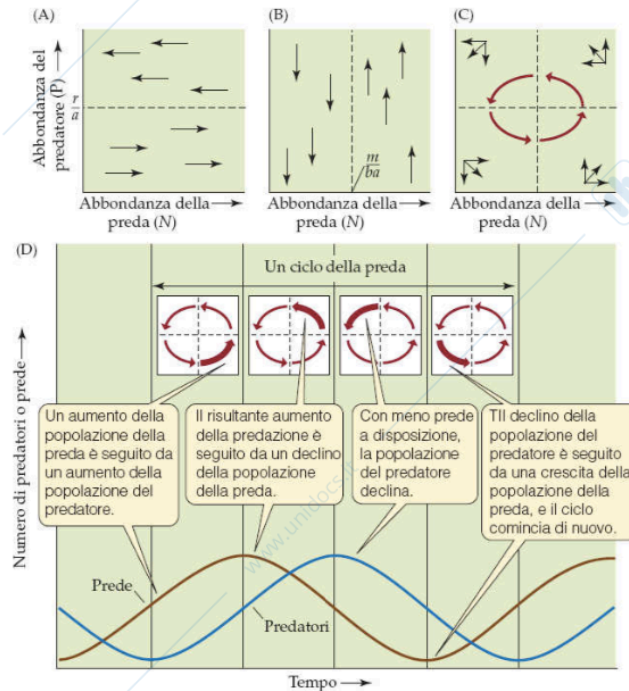 (A)
(B)
(C)
Abbondanza del
predatore (P)
r
a
m
ba
Abbondanza della
preda (N)
Abbondanza della
preda (N)
Abbondanza della
preda (N)
(D)
Un ciclo della preda
Numero di predatori o prede
Un aumento della
popolazione della
preda è seguito da
un aumento della
popolazione del
predatore.
Il risultante aumento
della predazione è
seguito da un declino
della popolazione
della preda.
Con meno prede
a disposizione,
la popolazione
del predatore
declina.
TIl declino della
popolazione del
predatore è seguito
da una crescita della
popolazione della
preda, e il ciclo
comincia di nuovo.
Prede
Predatori
Tempo
www.unidocs.it